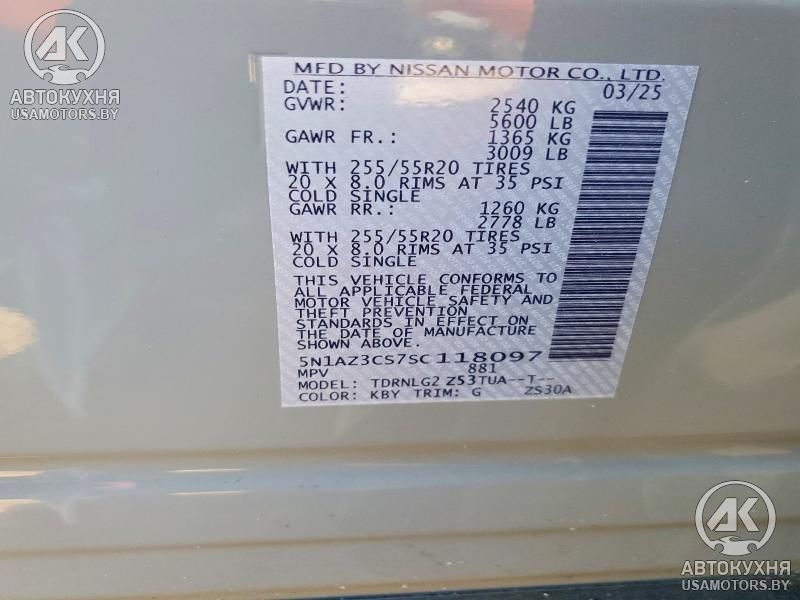 AK
АВТОКУХНЯ
USAMOTORS.BY
MFD BY NISSAN MOTOR CO., LTD.
DATE: 03/25
GVWR: 2540 KG
5600 LB
GAWR FR.: 1365 KG
3009 LB
WITH 255/55R20 TIRES
20 X 8.0 RIMS AT 35 PSI
COLD SINGLE
GAWR RR.: 1260 KG
2778 LB
WITH 255/55R20 TIRES
20 X 8.0 RIMS AT 35 PSI
COLD SINGLE
THIS VEHICLE CONFORMS TO
ALL APPLICABLE FEDERAL
MOTOR VEHICLE SAFETY AND
THEFT PREVENTION
STANDARDS IN EFFECT ON
THE DATE OF MANUFACTURE
SHOWN ABOVE.
5N1AZ3CS7SC118097
MPV 881
MODEL: TDRNLG2 Z53TUA--T--
COLOR: KBY TRIM: G ZS30A
AK
АВТОКУХНЯ
USAMOTORS.BY